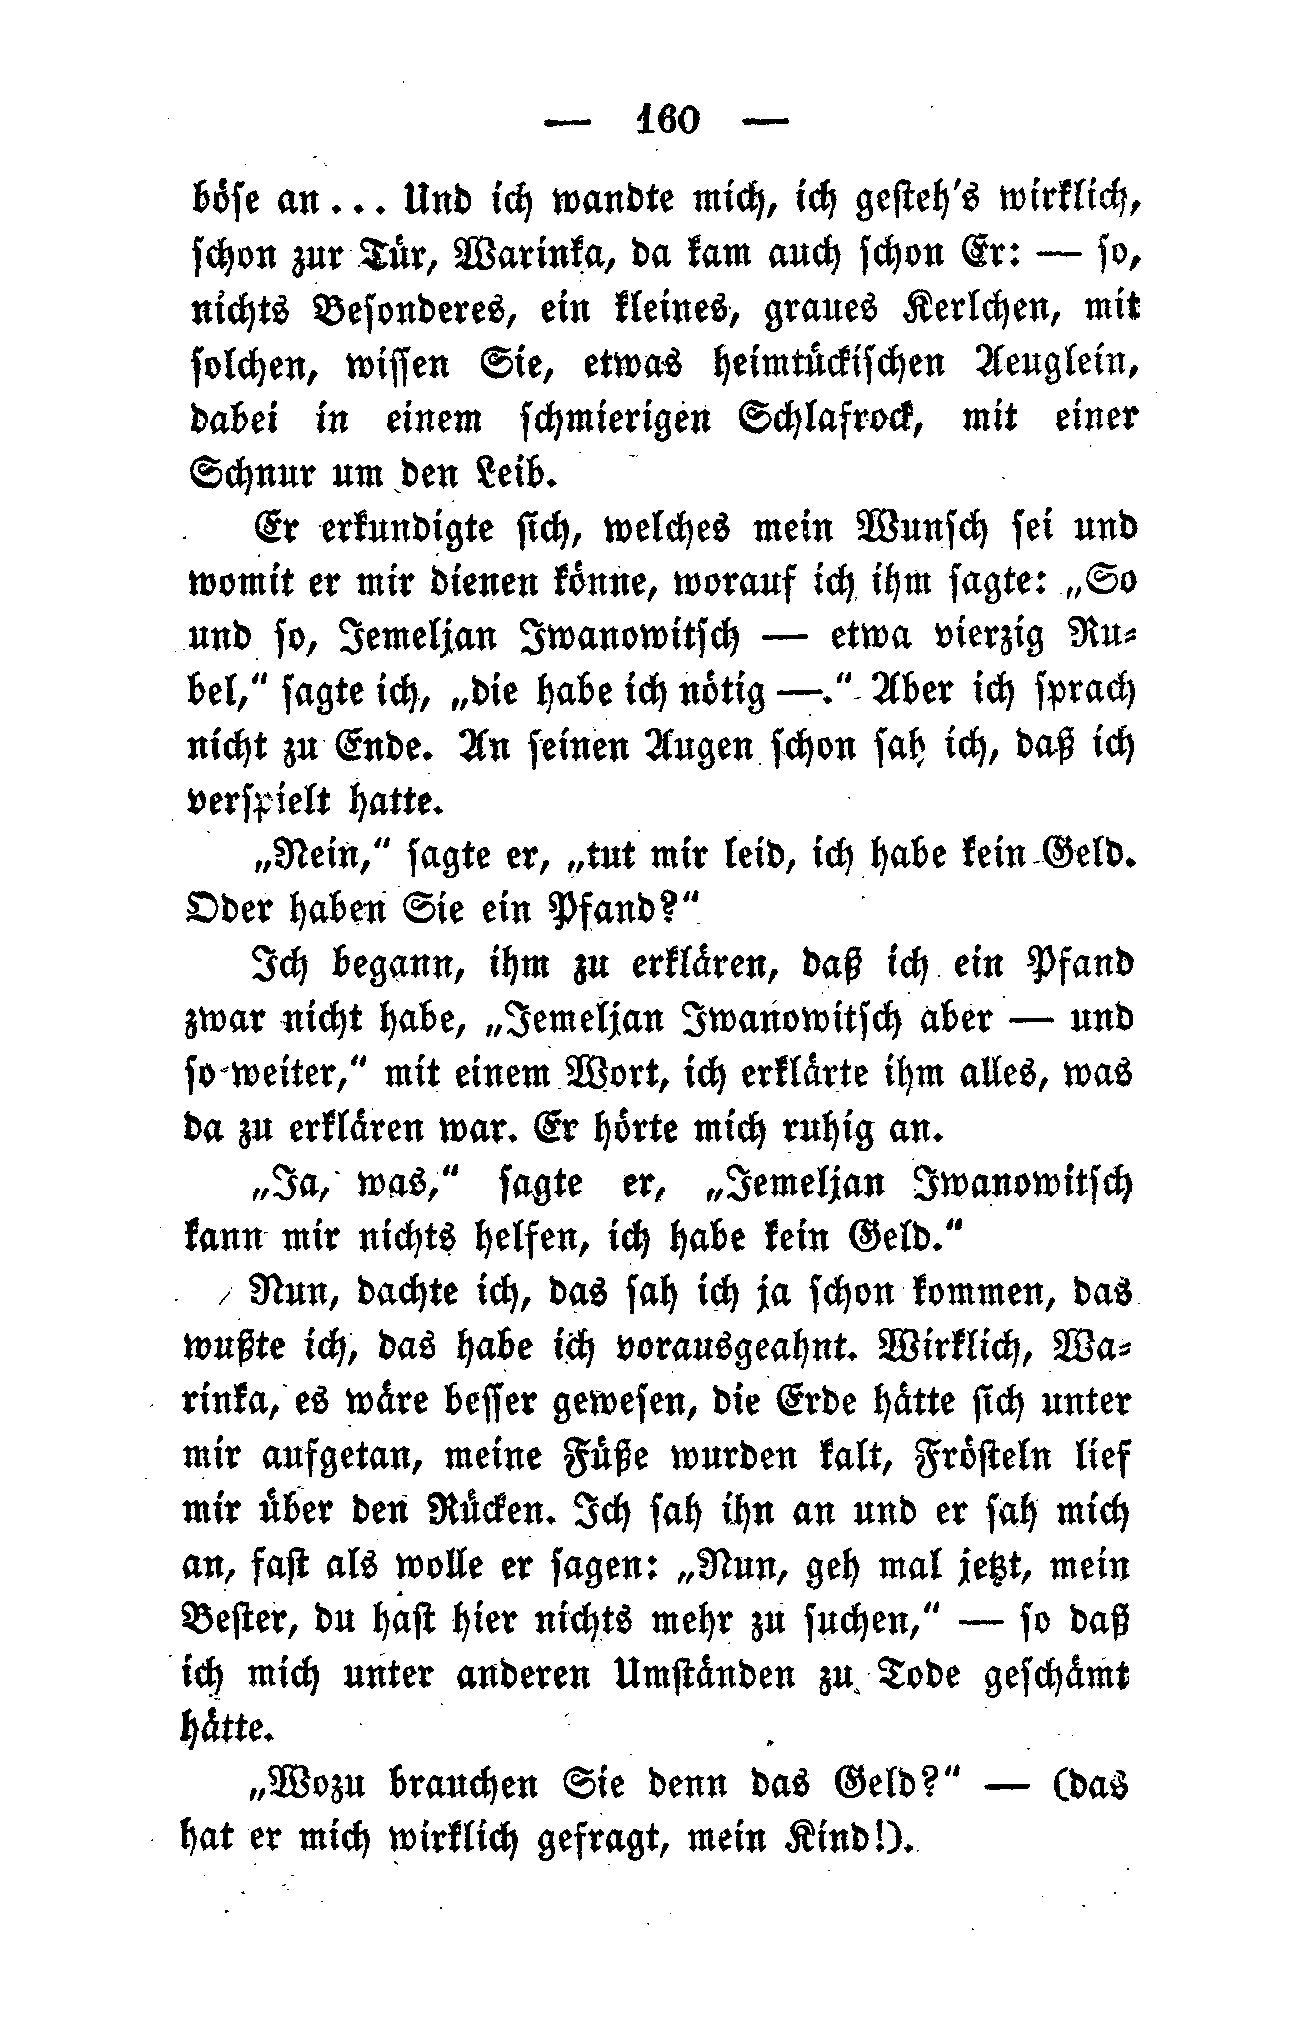 — 160 —
böse an... Und ich wandte mich, ich gesteh's wirklich,
schon zur Tür, Warinka, da kam auch schon Er: — so,
nichts Besonderes, ein kleines, graues Kerlchen, mit
solchen, wissen Sie, etwas heimtückischen Aeuglein,
dabei in einem schmierigen Schlafrock, mit einer
Schnur um den Leib.
Er erkundigte sich, welches mein Wunsch sei und
womit er mir dienen könne, worauf ich ihm sagte: „So
und so, Jemeljan Iwanowitsch — etwa vierzig Ru-
bel,“ sagte ich, „die habe ich nötig —.“ Aber ich sprach
nicht zu Ende. An seinen Augen schon sah ich, daß ich
verspielt hatte.
„Nein,“ sagte er, „tut mir leid, ich habe kein Geld.
Oder haben Sie ein Pfand?“
Ich begann, ihm zu erklären, daß ich ein Pfand
zwar nicht habe, „Jemeljan Iwanowitsch aber — und
so weiter,“ mit einem Wort, ich erklärte ihm alles, was
da zu erklären war. Er hörte mich ruhig an.
„Ja, was,“ sagte er, „Jemeljan Iwanowitsch
kann mir nichts helfen, ich habe kein Geld.“
Nun, dachte ich, das sah ich ja schon kommen, das
wußte ich, das habe ich vorausgeahnt. Wirklich, Wa-
rinka, es wäre besser gewesen, die Erde hätte sich unter
mir aufgetan, meine Füße wurden kalt, Frösteln lief
mir über den Rücken. Ich sah ihn an und er sah mich
an, fast als wolle er sagen: „Nun, geh mal jetzt, mein
Bester, du hast hier nichts mehr zu suchen,“ — so daß
ich mich unter anderen Umständen zu Tode geschämt
hätte.
„Wozu brauchen Sie denn das Geld?“ — (das
hat er mich wirklich gefragt, mein Kind!).